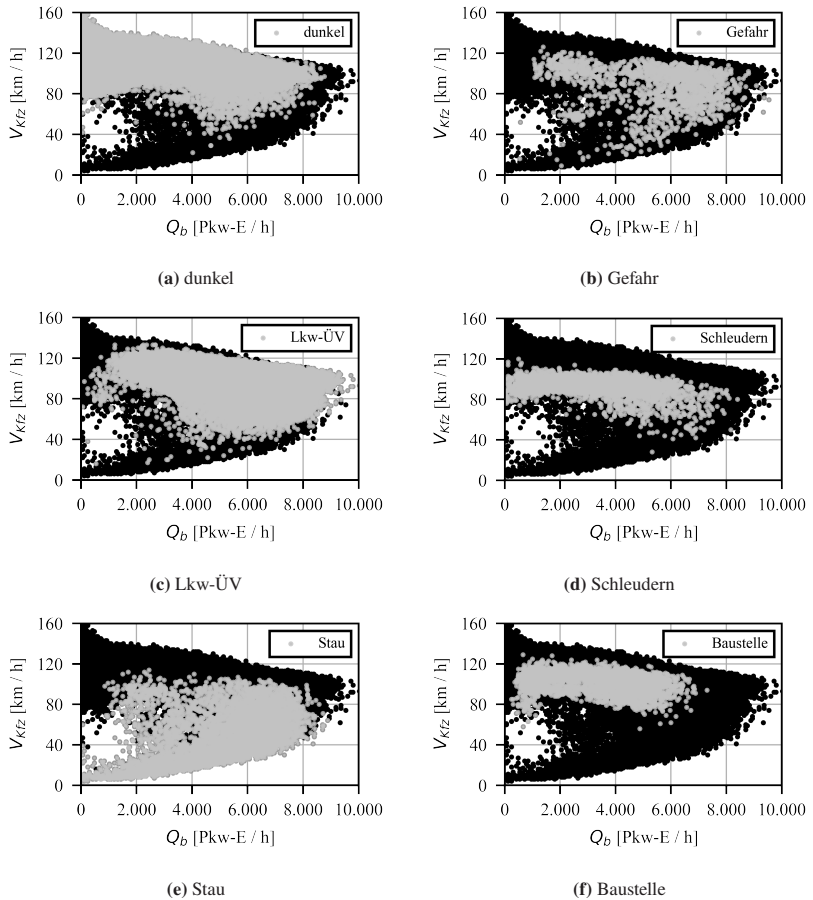 160
120
80
40
0
V_Kfz [km / h]
dunkel
0 2.000 4.000 6.000 8.000 10.000
Q_b [Pkw-E / h]
(a) dunkel
160
120
80
40
0
V_Kfz [km / h]
Gefahr
0 2.000 4.000 6.000 8.000 10.000
Q_b [Pkw-E / h]
(b) Gefahr
160
120
80
40
0
V_Kfz [km / h]
Lkw-ÜV
0 2.000 4.000 6.000 8.000 10.000
Q_b [Pkw-E / h]
(c) Lkw-ÜV
160
120
80
40
0
V_Kfz [km / h]
Schleudern
0 2.000 4.000 6.000 8.000 10.000
Q_b [Pkw-E / h]
(d) Schleudern
160
120
80
40
0
V_Kfz [km / h]
Stau
0 2.000 4.000 6.000 8.000 10.000
Q_b [Pkw-E / h]
(e) Stau
160
120
80
40
0
V_Kfz [km / h]
Baustelle
0 2.000 4.000 6.000 8.000 10.000
Q_b [Pkw-E / h]
(f) Baustelle